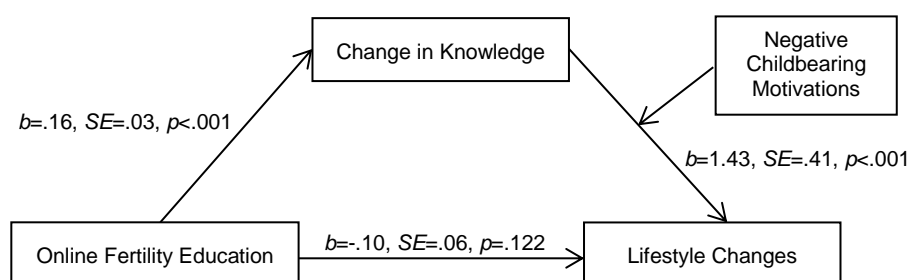 Change in Knowledge
Negative
Childbearing
Motivations
b=.16, SE=.03, p<.001
b=1.43, SE=.41, p<.001
Online Fertility Education
b=-.10, SE=.06, p=.122
Lifestyle Changes